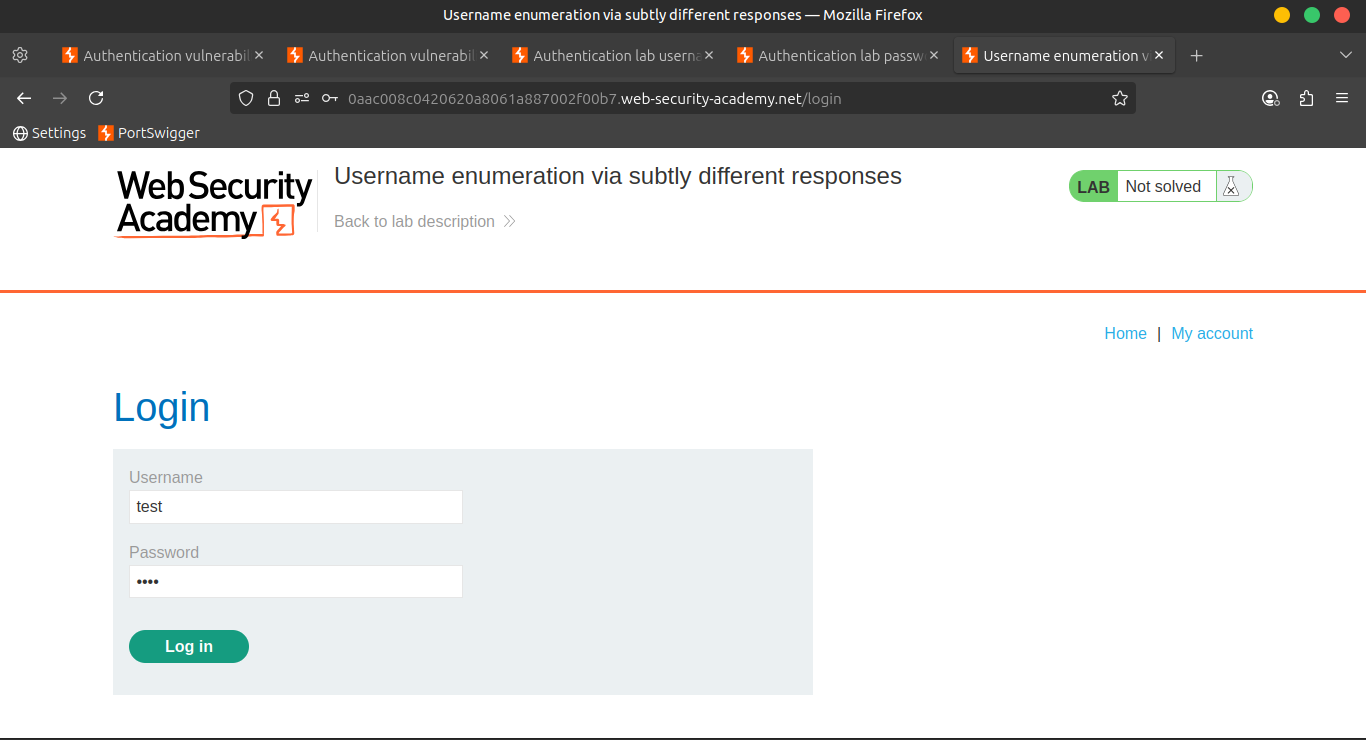 Username enumeration via subtly different responses — Mozilla Firefox
Authentication vulnerabil Authentication vulnerabil Authentication lab userna Authentication lab passw Username enumeration v
0aac008c0420620a8061a887002f00b7.web-security-academy.net/login
Settings PortSwigger
Web Security
Academy
Username enumeration via subtly different responses
Back to lab description
LAB Not solved
Home | My account
Login
Username
test
Password
••••
Log in